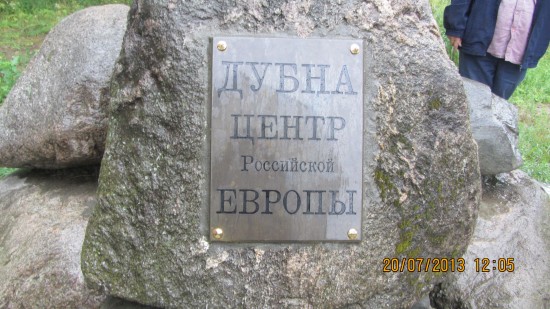 ДУБНА
ЦЕНТР
Российской
ЕВРОПЫ
20/07/2013 12:05